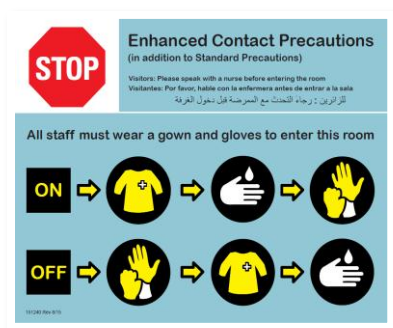 STOP
Enhanced Contact Precautions
(in addition to Standard Precautions)
Visitors: Please speak with a nurse before entering the room
Visitantes: Por favor, hable con la enfermera antes de entrar a la sala
للزائرين : رجاء التحدث مع الممرضة قبل دخول الغرفة
All staff must wear a gown and gloves to enter this room
ON
OFF